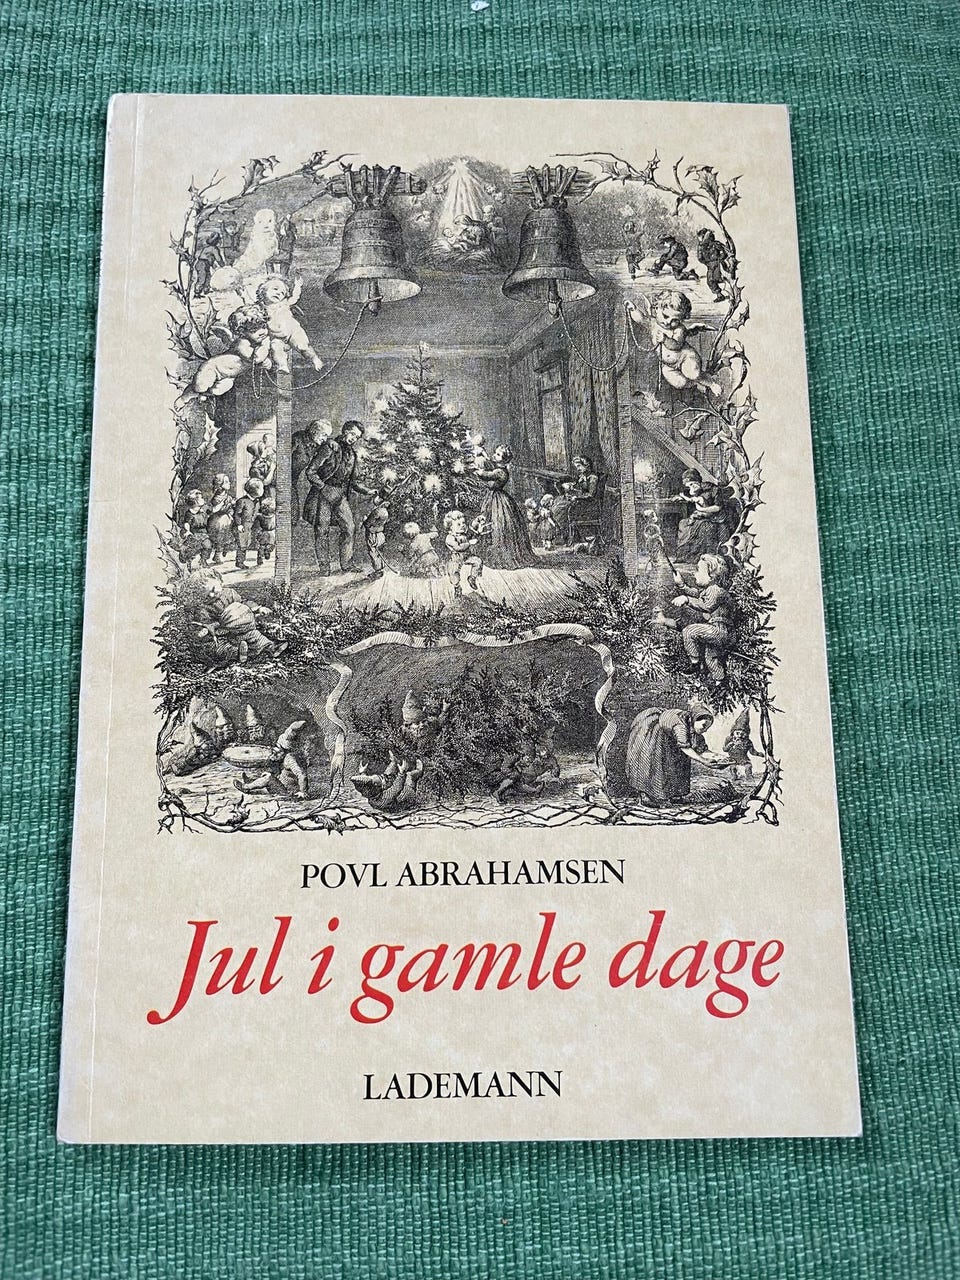 POVL ABRAHAMSEN
Jul i gamle dage
LADEMANN